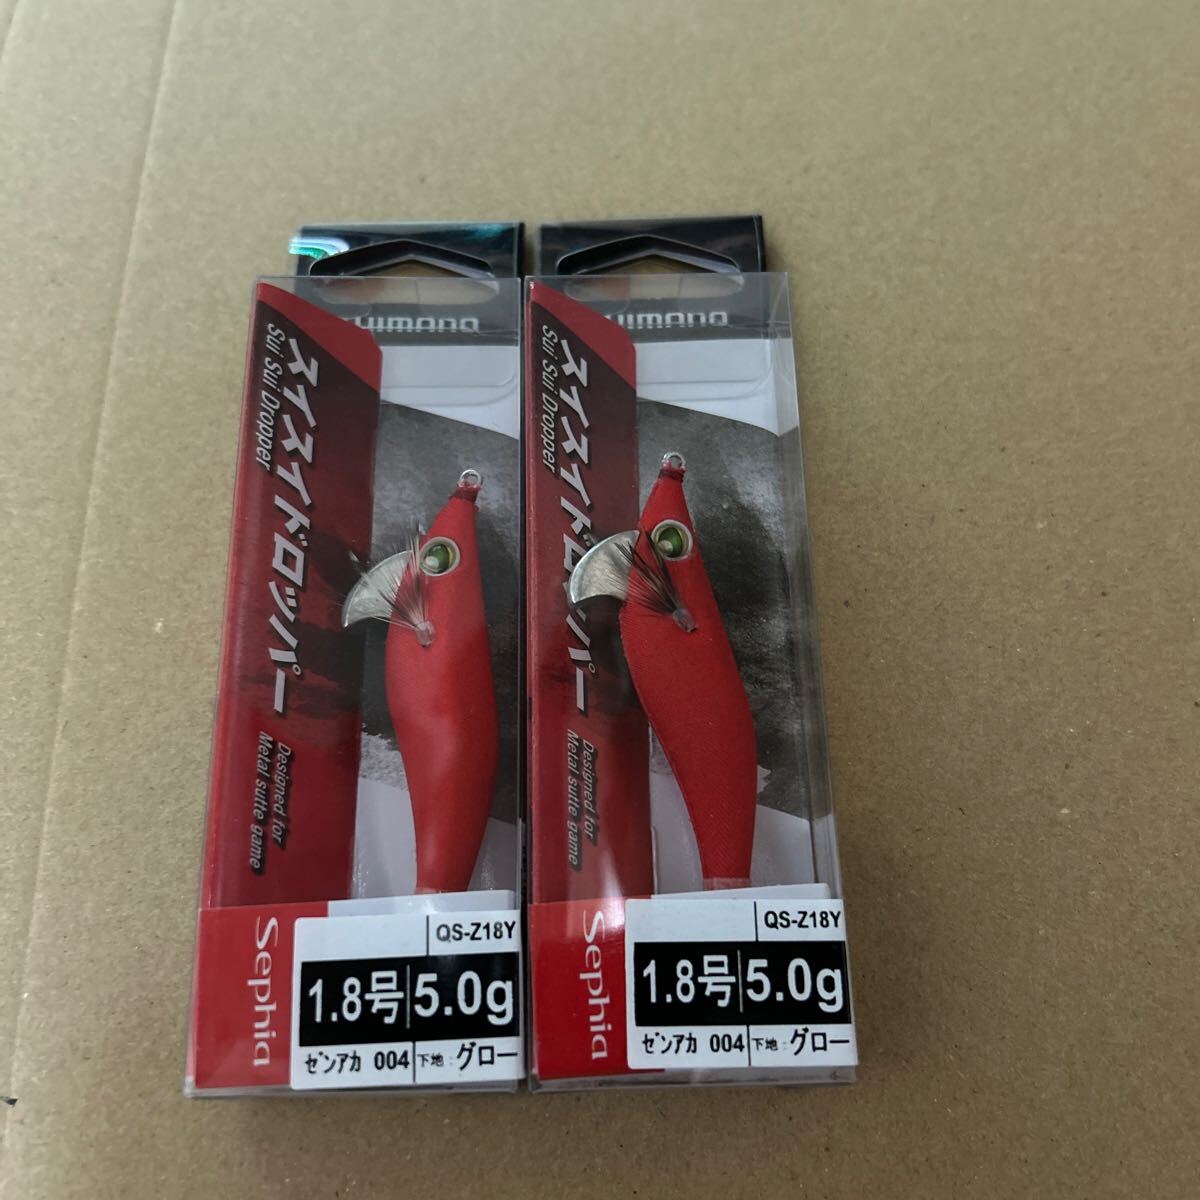 SHIMANO
スイスイドロッパー
Sui Sui Dropper
Designed for
Metal sutte game
Sephia
QS-Z18Y
1.8号 5.0g
ｾﾞﾝｱｶ 004 下地:グロー
SHIMANO
スイスイドロッパー
Sui Sui Dropper
Designed for
Metal sutte game
Sephia
QS-Z18Y
1.8号 5.0g
ｾﾞﾝｱｶ 004 下地:グロー